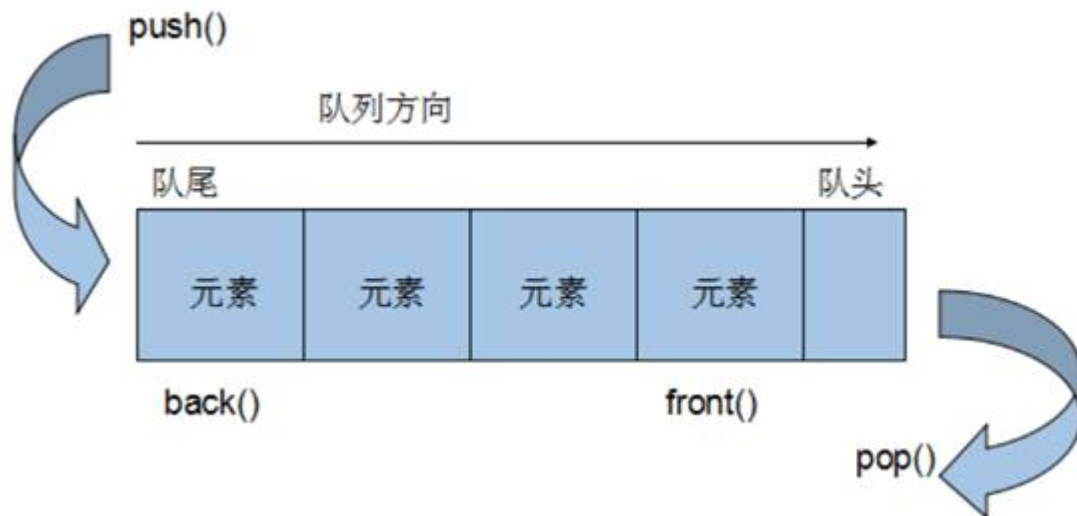 push()
队列方向
队尾 队头
元素 元素 元素 元素
back() front()
pop()